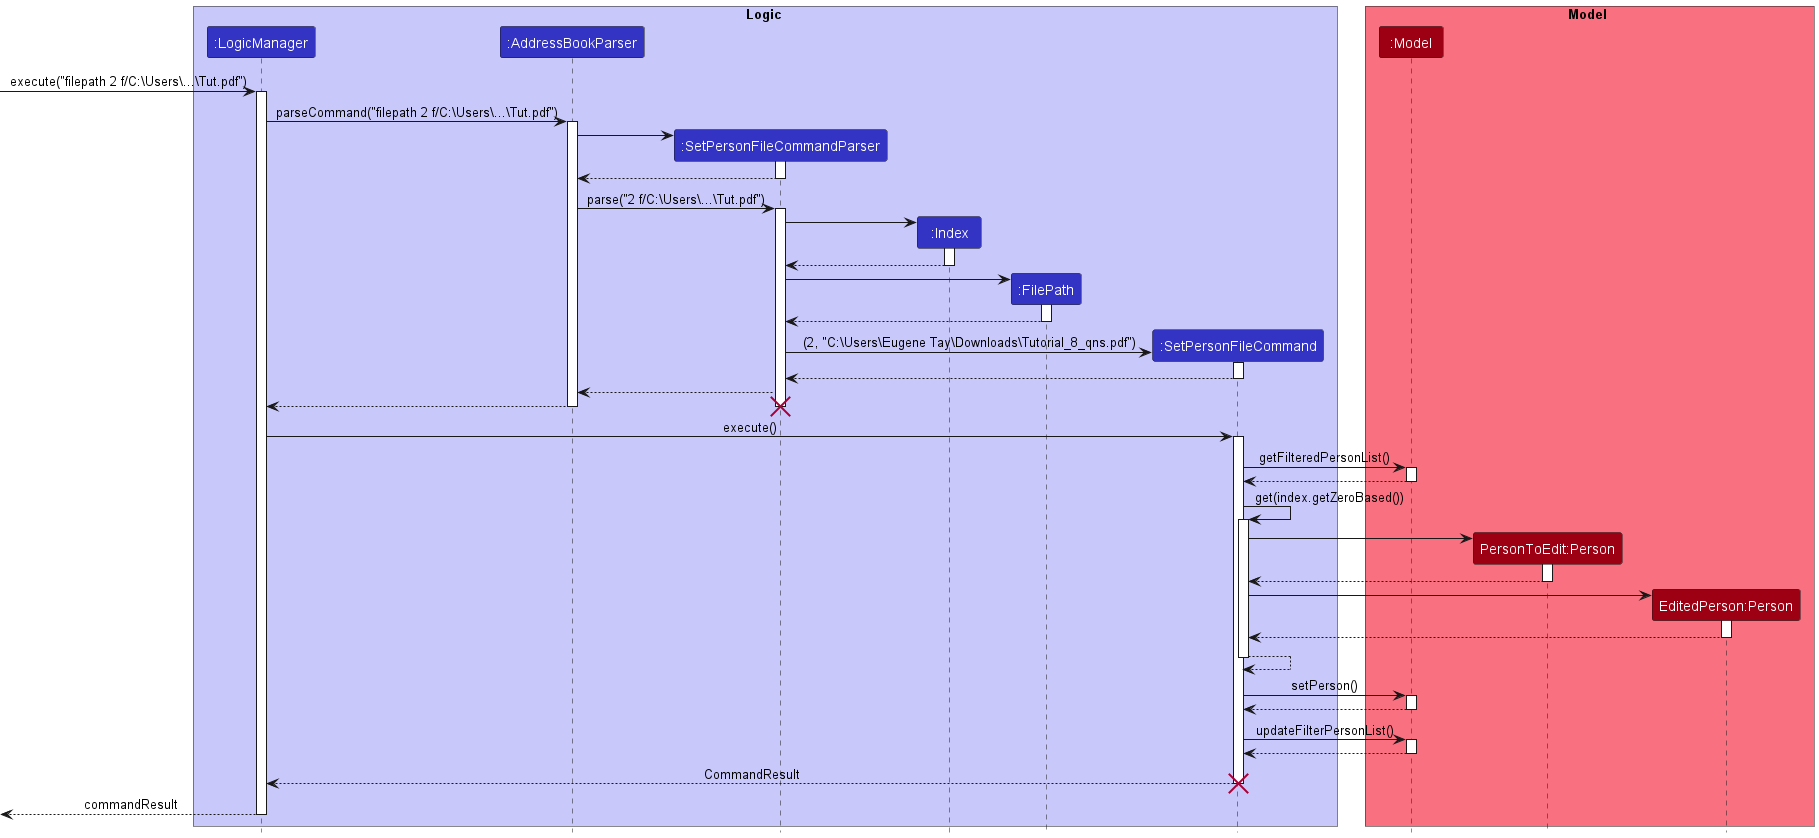 Logic
Model
:LogicManager
:AddressBookParser
:Model
execute("filepath 2 f/C:\Users\...\Tut.pdf")
parseCommand("filepath 2 f/C:\Users\...\Tut.pdf")
:SetPersonFileCommandParser
parse("2 f/C:\Users\...\Tut.pdf")
:Index
:FilePath
(2, "C:\Users\Eugene Tay\Downloads\Tutorial_8_qns.pdf")
:SetPersonFileCommand
execute()
getFilteredPersonList()
get(index.getZeroBased())
PersonToEdit:Person
EditedPerson:Person
setPerson()
updateFilterPersonList()
CommandResult
commandResult